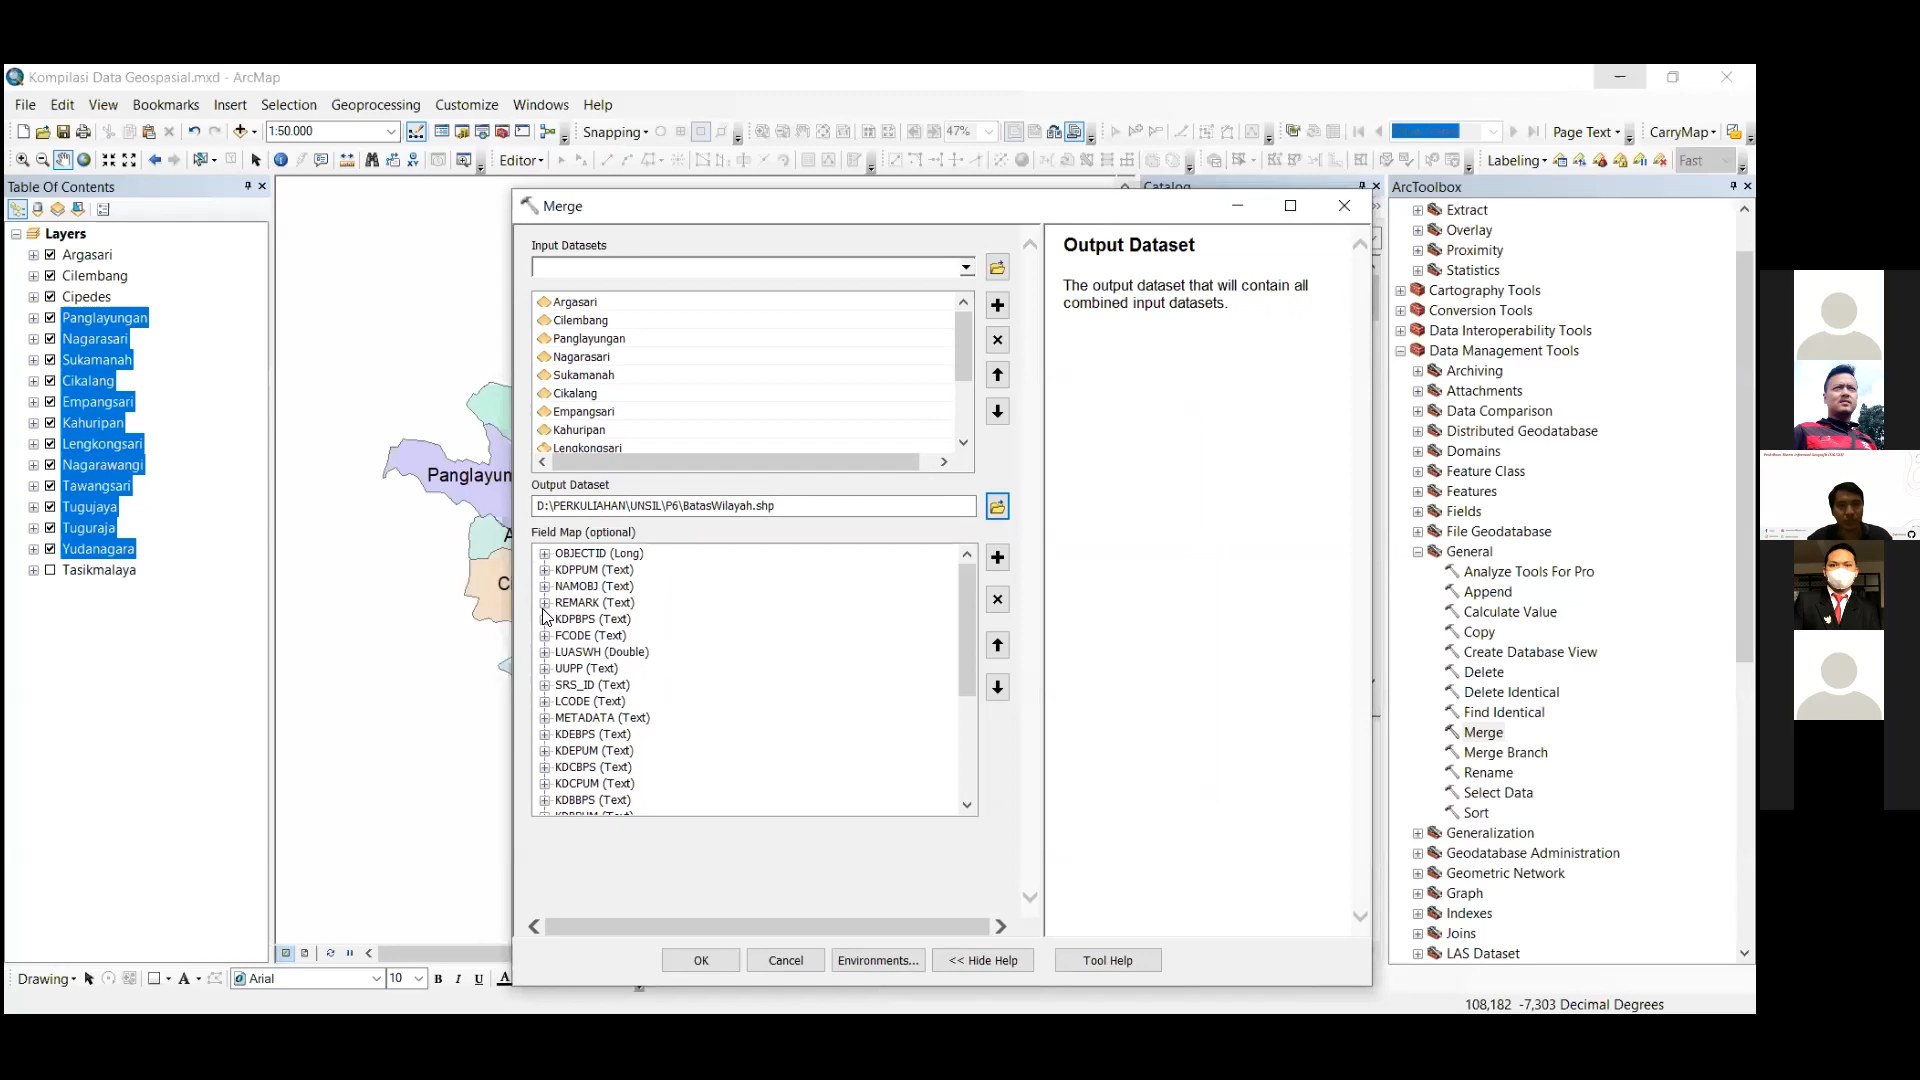 Kompilasi Data Geospasial.mxd - ArcMap
File Edit View Bookmarks Insert Selection Geoprocessing Customize Windows Help
1:50.000
Snapping
47%
Page Text
CarryMap
Editor
Labeling
Fast
Table Of Contents
Layers
Argasari
Cilembang
Cipedes
Panglayungan
Nagarasari
Sukamanah
Cikalang
Empangsari
Kahuripan
Lengkongsari
Nagarawangi
Tawangsari
Tugujaya
Tuguraja
Yudanagara
Tasikmalaya
Panglayun
Catalog
Merge
Input Datasets
Argasari
Cilembang
Panglayungan
Nagarasari
Sukamanah
Cikalang
Empangsari
Kahuripan
Lengkongsari
Output Dataset
D:\PERKULIAHAN\UNSIL\P6\BatasWilayah.shp
Field Map (optional)
OBJECTID (Long)
KDPPUM (Text)
NAMOBJ (Text)
REMARK (Text)
KDPBPS (Text)
FCODE (Text)
LUASWH (Double)
UUPP (Text)
SRS_ID (Text)
LCODE (Text)
METADATA (Text)
KDEBPS (Text)
KDEPUM (Text)
KDCBPS (Text)
KDCPUM (Text)
KDBBPS (Text)
OK
Cancel
Environments...
<< Hide Help
Tool Help
Output Dataset
The output dataset that will contain all
combined input datasets.
ArcToolbox
Extract
Overlay
Proximity
Statistics
Cartography Tools
Conversion Tools
Data Interoperability Tools
Data Management Tools
Archiving
Attachments
Data Comparison
Distributed Geodatabase
Domains
Feature Class
Features
Fields
File Geodatabase
General
Analyze Tools For Pro
Append
Calculate Value
Copy
Create Database View
Delete
Delete Identical
Find Identical
Merge
Merge Branch
Rename
Select Data
Sort
Generalization
Geodatabase Administration
Geometric Network
Graph
Indexes
Joins
LAS Dataset
Drawing
Arial
10
B I U A
108,182 -7,303 Decimal Degrees